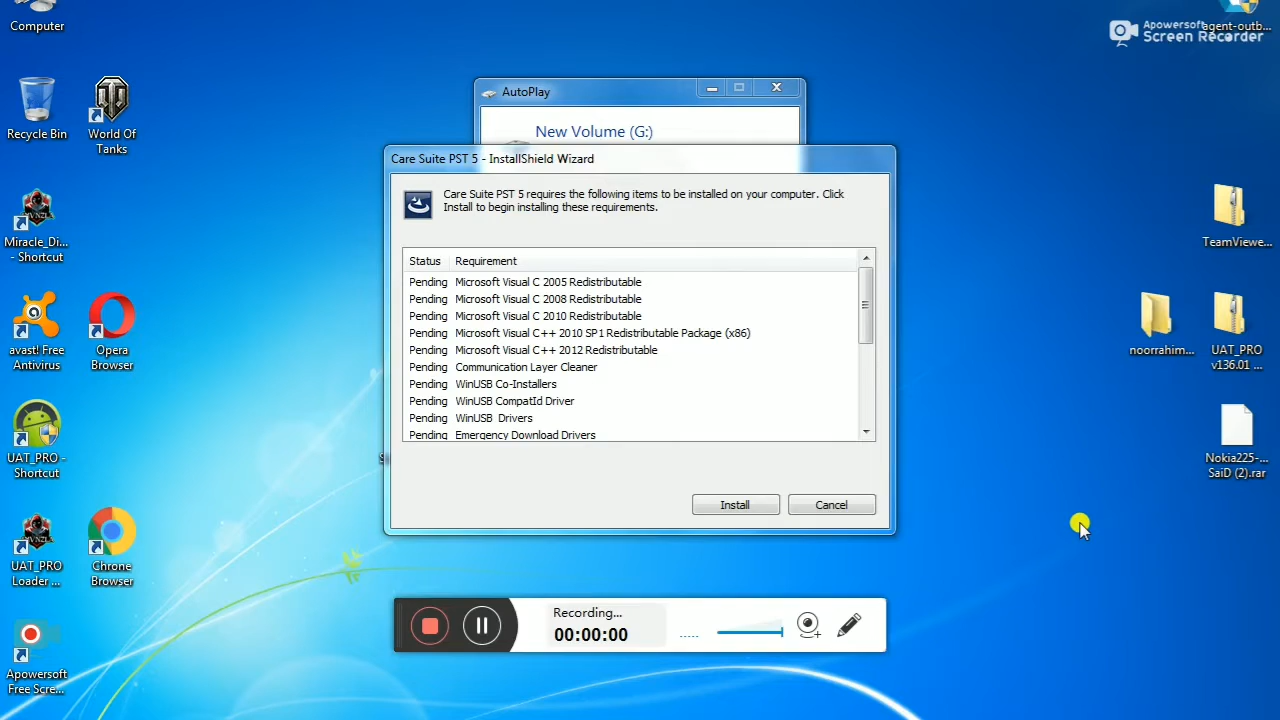 Computer
Recycle Bin
World Of
Tanks
Miracle_Di...
- Shortcut
avast! Free
Antivirus
Opera
Browser
UAT_PRO -
Shortcut
UAT_PRO
Loader ...
Chrone
Browser
Apowersoft
Free Scre...
AutoPlay
New Volume (G:)
Care Suite PST 5 - InstallShield Wizard
Care Suite PST 5 requires the following items to be installed on your computer. Click
Install to begin installing these requirements.
Status Requirement
Pending Microsoft Visual C 2005 Redistributable
Pending Microsoft Visual C 2008 Redistributable
Pending Microsoft Visual C 2010 Redistributable
Pending Microsoft Visual C++ 2010 SP1 Redistributable Package (x86)
Pending Microsoft Visual C++ 2012 Redistributable
Pending Communication Layer Cleaner
Pending WinUSB Co-Installers
Pending WinUSB CompatId Driver
Pending WinUSB Drivers
Pending Emergency Download Drivers
Install Cancel
Recording...
00:00:00
Apowersoft
Screen Recorder
agent-outb...
TeamViewe...
noorrahim...
UAT_PRO
v136.01 ...
Nokia225-...
SaiD (2).rar